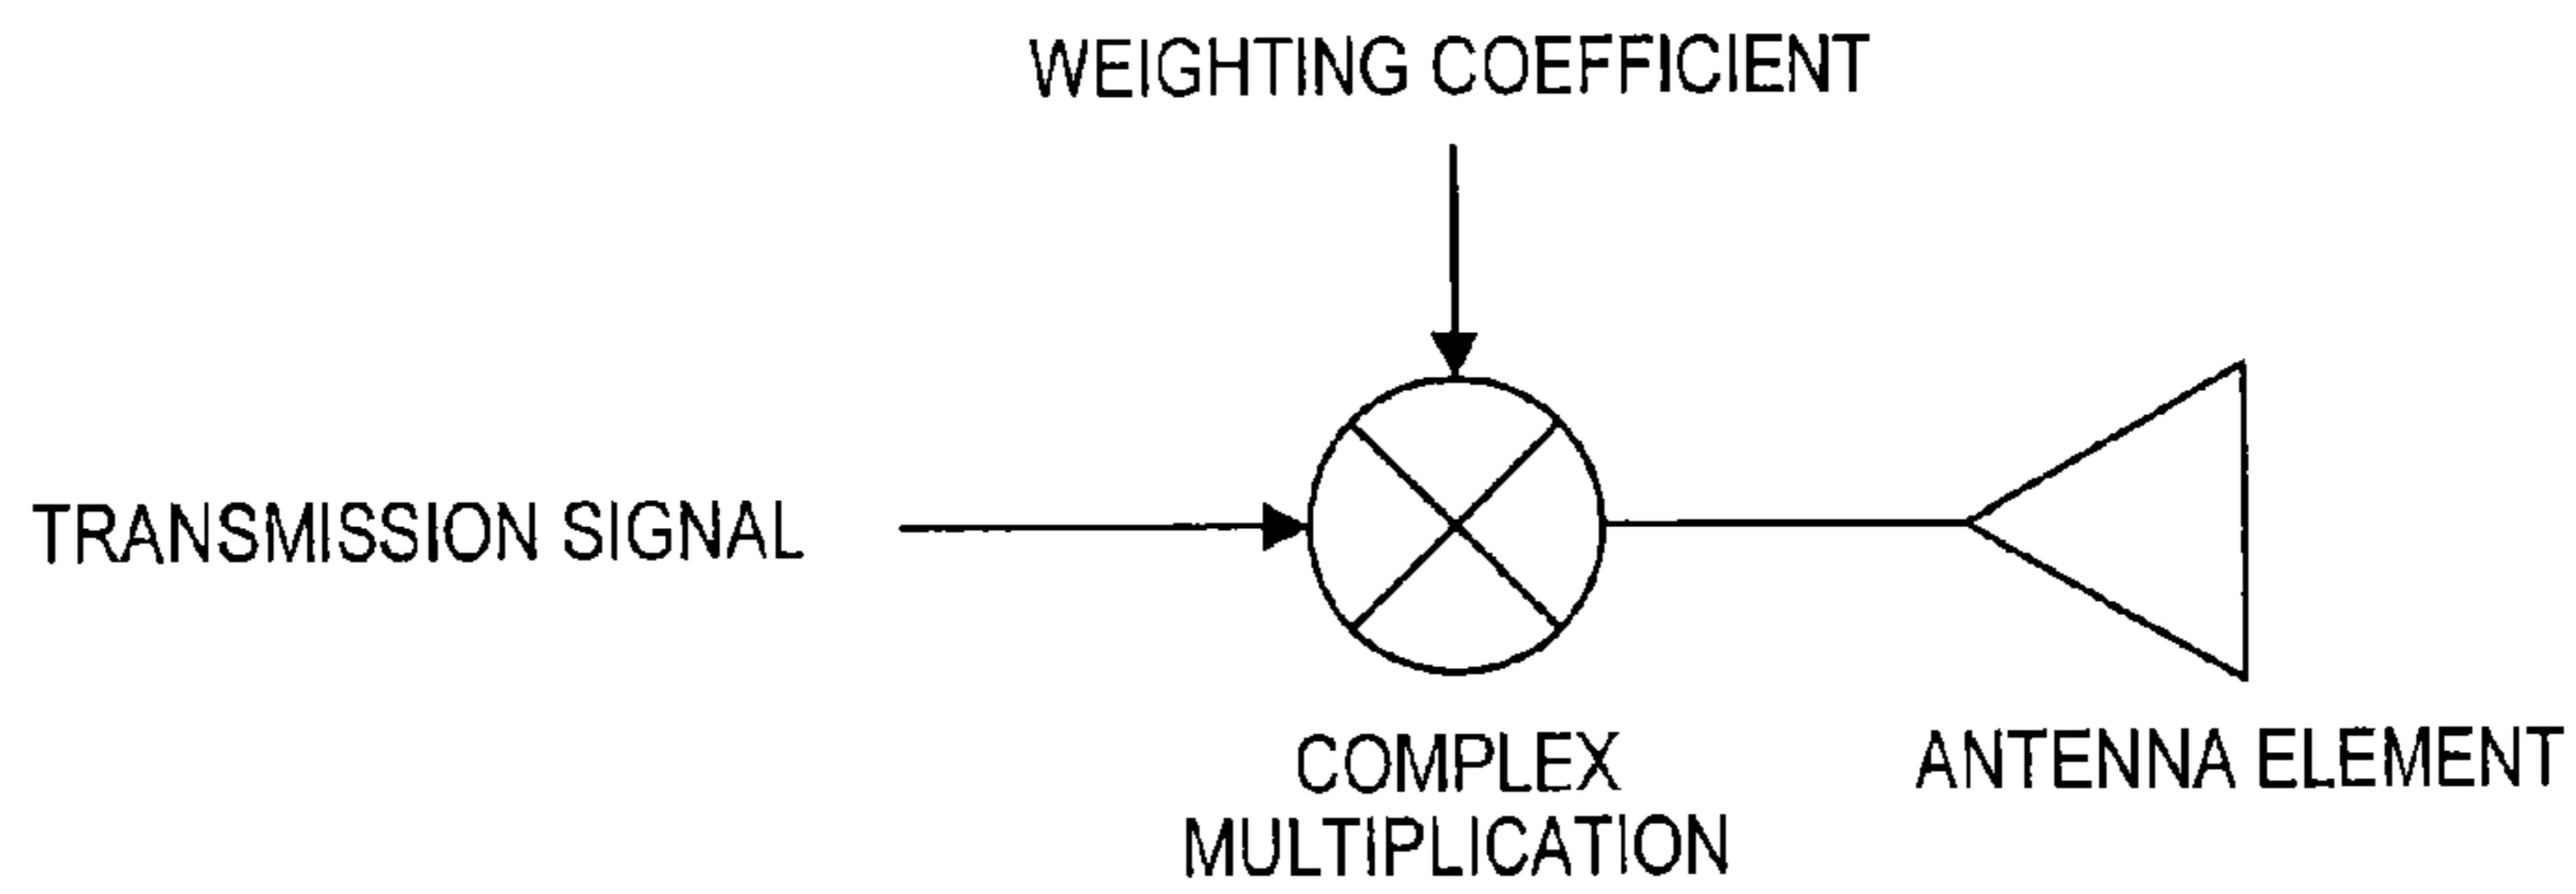 WEIGHTING COEFFICIENT
TRANSMISSION SIGNAL
COMPLEX
MULTIPLICATION
ANTENNA ELEMENT